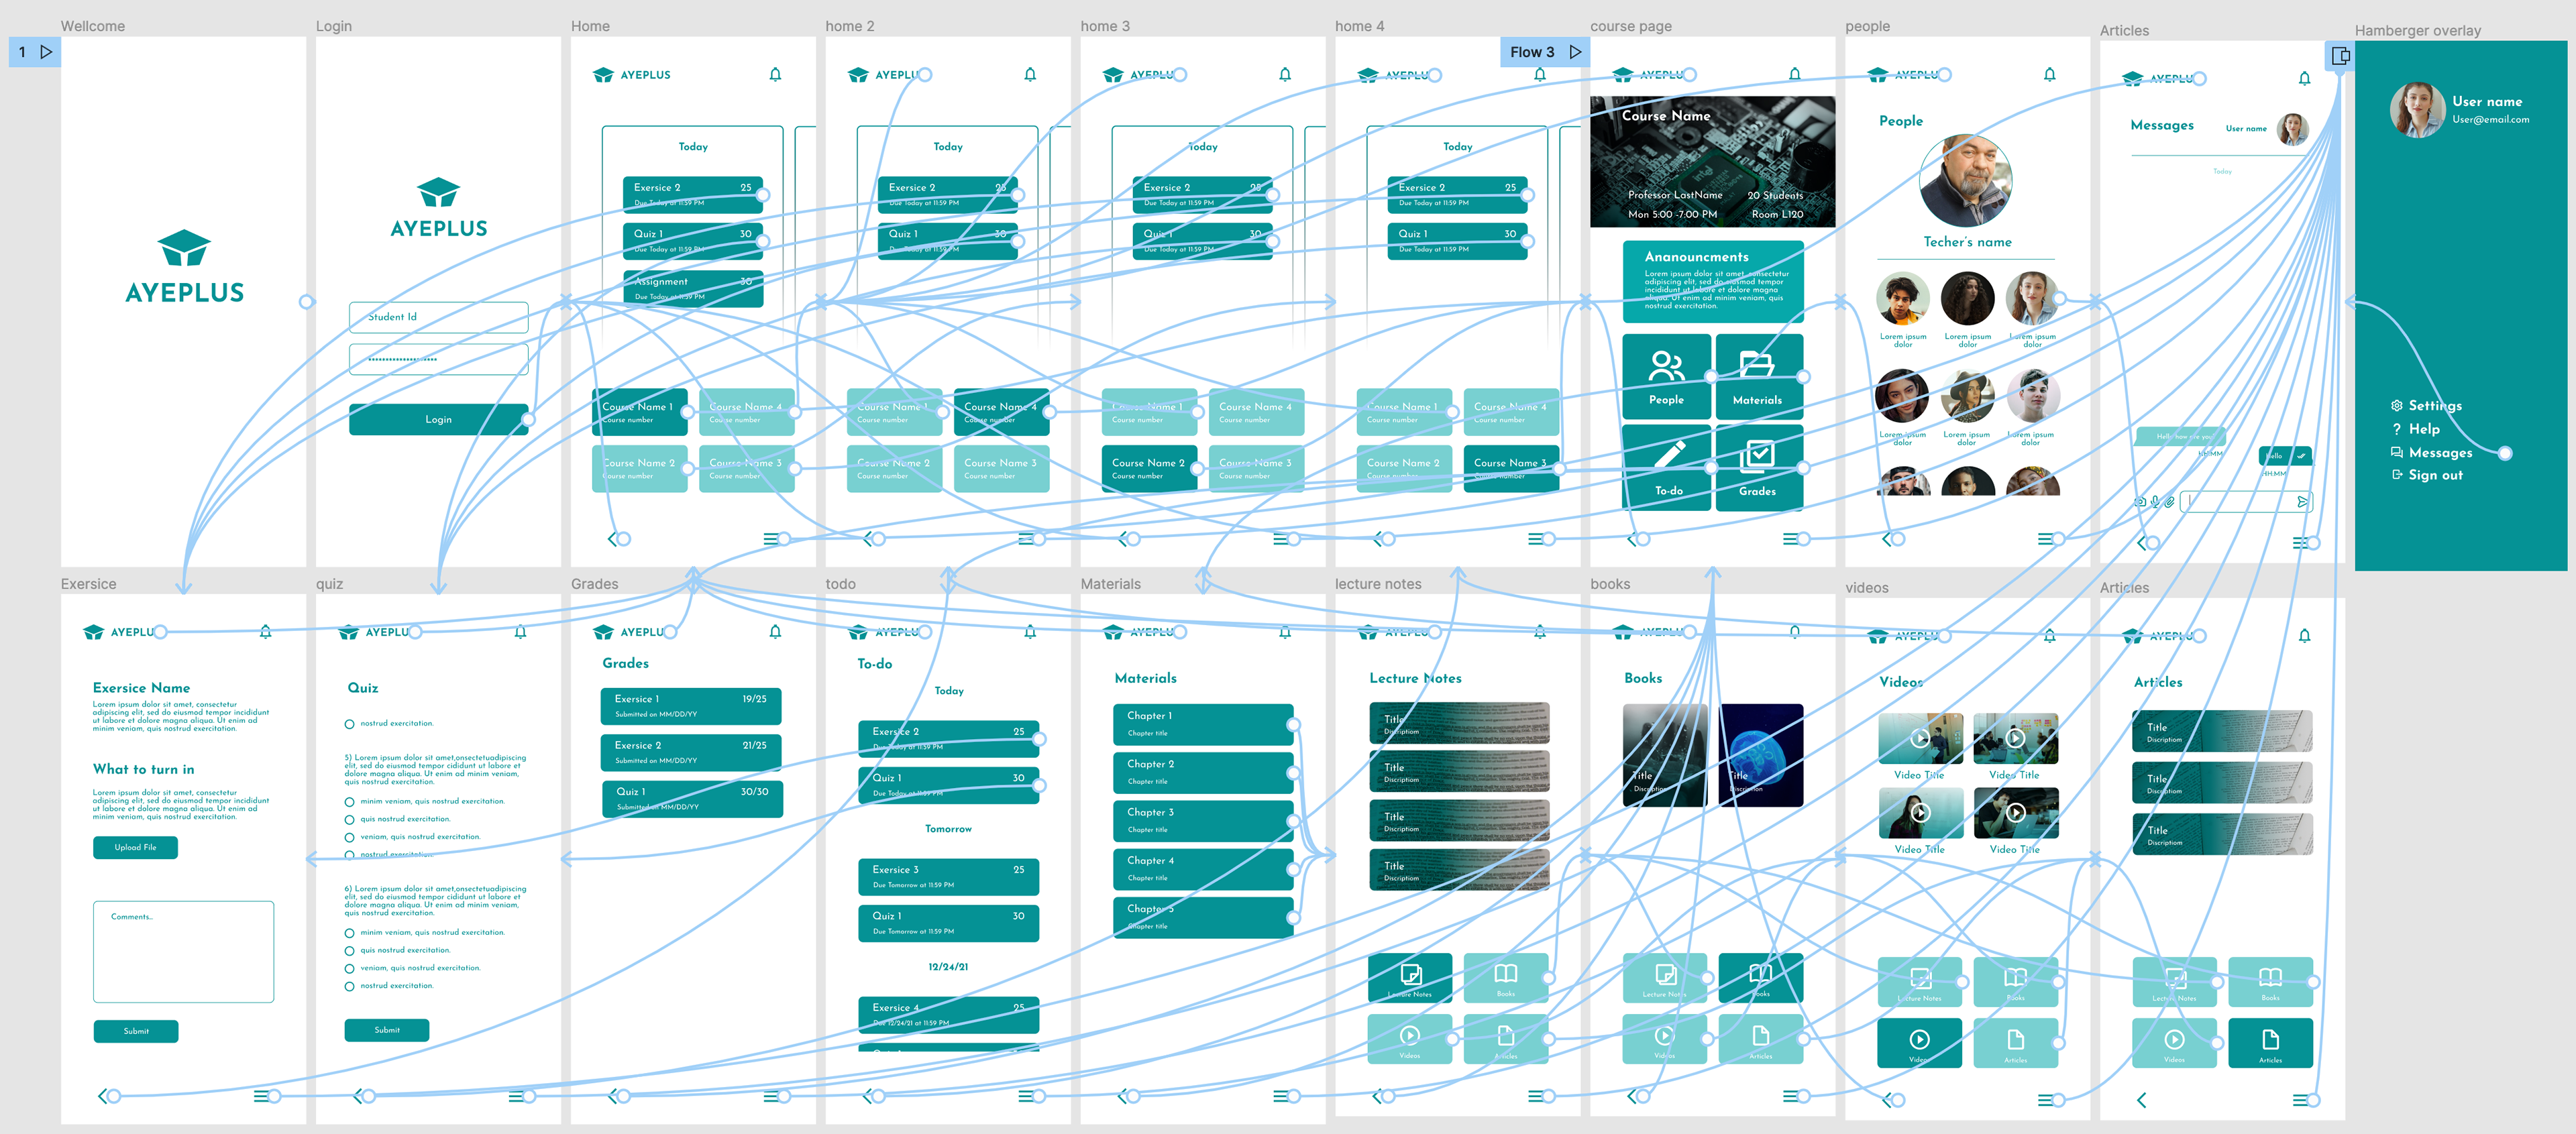 Wellcome
Login
Home
home 2
home 3
home 4
course page
people
Articles
Hamberger overlay
1
Flow 3
AYEPLUS
AYEPLUS
Student Id
Login
AYEPLUS
Today
Exersice 2 25
Due Today at 11:59 PM
Quiz 1 30
Due Today at 11:59 PM
Assignment 30
Due Today at 11:59 PM
Course Name 1
Course number
Course Name 4
Course number
Course Name 2
Course number
Course Name 3
Course number
AYEPLUS
Today
Exersice 2 25
Due Today at 11:59 PM
Quiz 1 30
Due Today at 11:59 PM
Course Name 1
Course number
Course Name 4
Course number
Course Name 2
Course number
Course Name 3
Course number
AYEPLUS
Today
Exersice 2 25
Due Today at 11:59 PM
Quiz 1 30
Due Today at 11:59 PM
Course Name 1
Course number
Course Name 4
Course number
Course Name 2
Course number
Course Name 3
Course number
AYEPLUS
Today
Exersice 2 25
Due Today at 11:59 PM
Quiz 1 30
Due Today at 11:59 PM
Course Name 1
Course number
Course Name 4
Course number
Course Name 2
Course number
Course Name 3
Course number
AYEPLUS
Course Name
Professor LastName 20 Students
Mon 5:00 -7:00 PM Room L120
Ananouncments
Lorem ipsum dolor sit amet, consectetur
adipiscing elit, sed do eiusmod tempor
incididunt ut labore et dolore magna
aliqua. Ut enim ad minim veniam, quis
nostrud exercitation.
People
Materials
To-do
Grades
AYEPLUS
People
Techer's name
Lorem ipsum
dolor
Lorem ipsum
dolor
Lorem ipsum
dolor
Lorem ipsum
dolor
Lorem ipsum
dolor
Lorem ipsum
dolor
AYEPLUS
Messages
User name
Today
Hello how are you
HH:MM
Hello
HH:MM
User name
User@email.com
Settings
Help
Messages
Sign out
Exersice
quiz
Grades
todo
Materials
lecture notes
books
videos
Articles
AYEPLUS
Exersice Name
Lorem ipsum dolor sit amet, consectetur
adipiscing elit, sed do eiusmod tempor incididunt
ut labore et dolore magna aliqua. Ut enim ad
minim veniam, quis nostrud exercitation.
What to turn in
Lorem ipsum dolor sit amet, consectetur
adipiscing elit, sed do eiusmod tempor incididunt
ut labore et dolore magna aliqua. Ut enim ad
minim veniam, quis nostrud exercitation.
Upload File
Comments..
Submit
AYEPLUS
Quiz
nostrud exercitation.
5) Lorem ipsum dolor sit amet,onsectetuadipiscing
elit, sed do eiusmod tempor cididunt ut labore et
dolore magna aliqua. Ut enim ad minim veniam,
quis nostrud exercitation.
minim veniam, quis nostrud exercitation.
quis nostrud exercitation.
veniam, quis nostrud exercitation.
nostrud exercitation.
6) Lorem ipsum dolor sit amet,onsectetuadipiscing
elit, sed do eiusmod tempor cididunt ut labore et
dolore magna aliqua. Ut enim ad minim veniam,
quis nostrud exercitation.
minim veniam, quis nostrud exercitation.
quis nostrud exercitation.
veniam, quis nostrud exercitation.
nostrud exercitation.
Submit
AYEPLUS
Grades
Exersice 1 19/25
Submitted on MM/DD/YY
Exersice 2 21/25
Submitted on MM/DD/YY
Quiz 1 30/30
Submitted on MM/DD/YY
AYEPLUS
To-do
Today
Exersice 2 25
Due Today at 11:59 PM
Quiz 1 30
Due Today at 11:59 PM
Tomorrow
Exersice 3 25
Due Tomorrow at 11:59 PM
Quiz 1 30
Due Tomorrow at 11:59 PM
12/24/21
Exersice 4 25
Due 12/24/21 at 11:59 PM
AYEPLUS
Materials
Chapter 1
Chapter title
Chapter 2
Chapter title
Chapter 3
Chapter title
Chapter 4
Chapter title
Chapter 5
Chapter title
AYEPLUS
Lecture Notes
Title
Discriptiom
Title
Discriptiom
Title
Discriptiom
Title
Discriptiom
Lecture Notes
Books
Videos
Articles
AYEPLUS
Books
Title
Discription
Title
Discription
Lecture Notes
Books
Videos
Articles
AYEPLUS
Videos
Video Title
Video Title
Video Title
Video Title
Lecture Notes
Books
Videos
Articles
AYEPLUS
Articles
Title
Discriptiom
Title
Discriptiom
Title
Discriptiom
Lecture Notes
Books
Videos
Articles